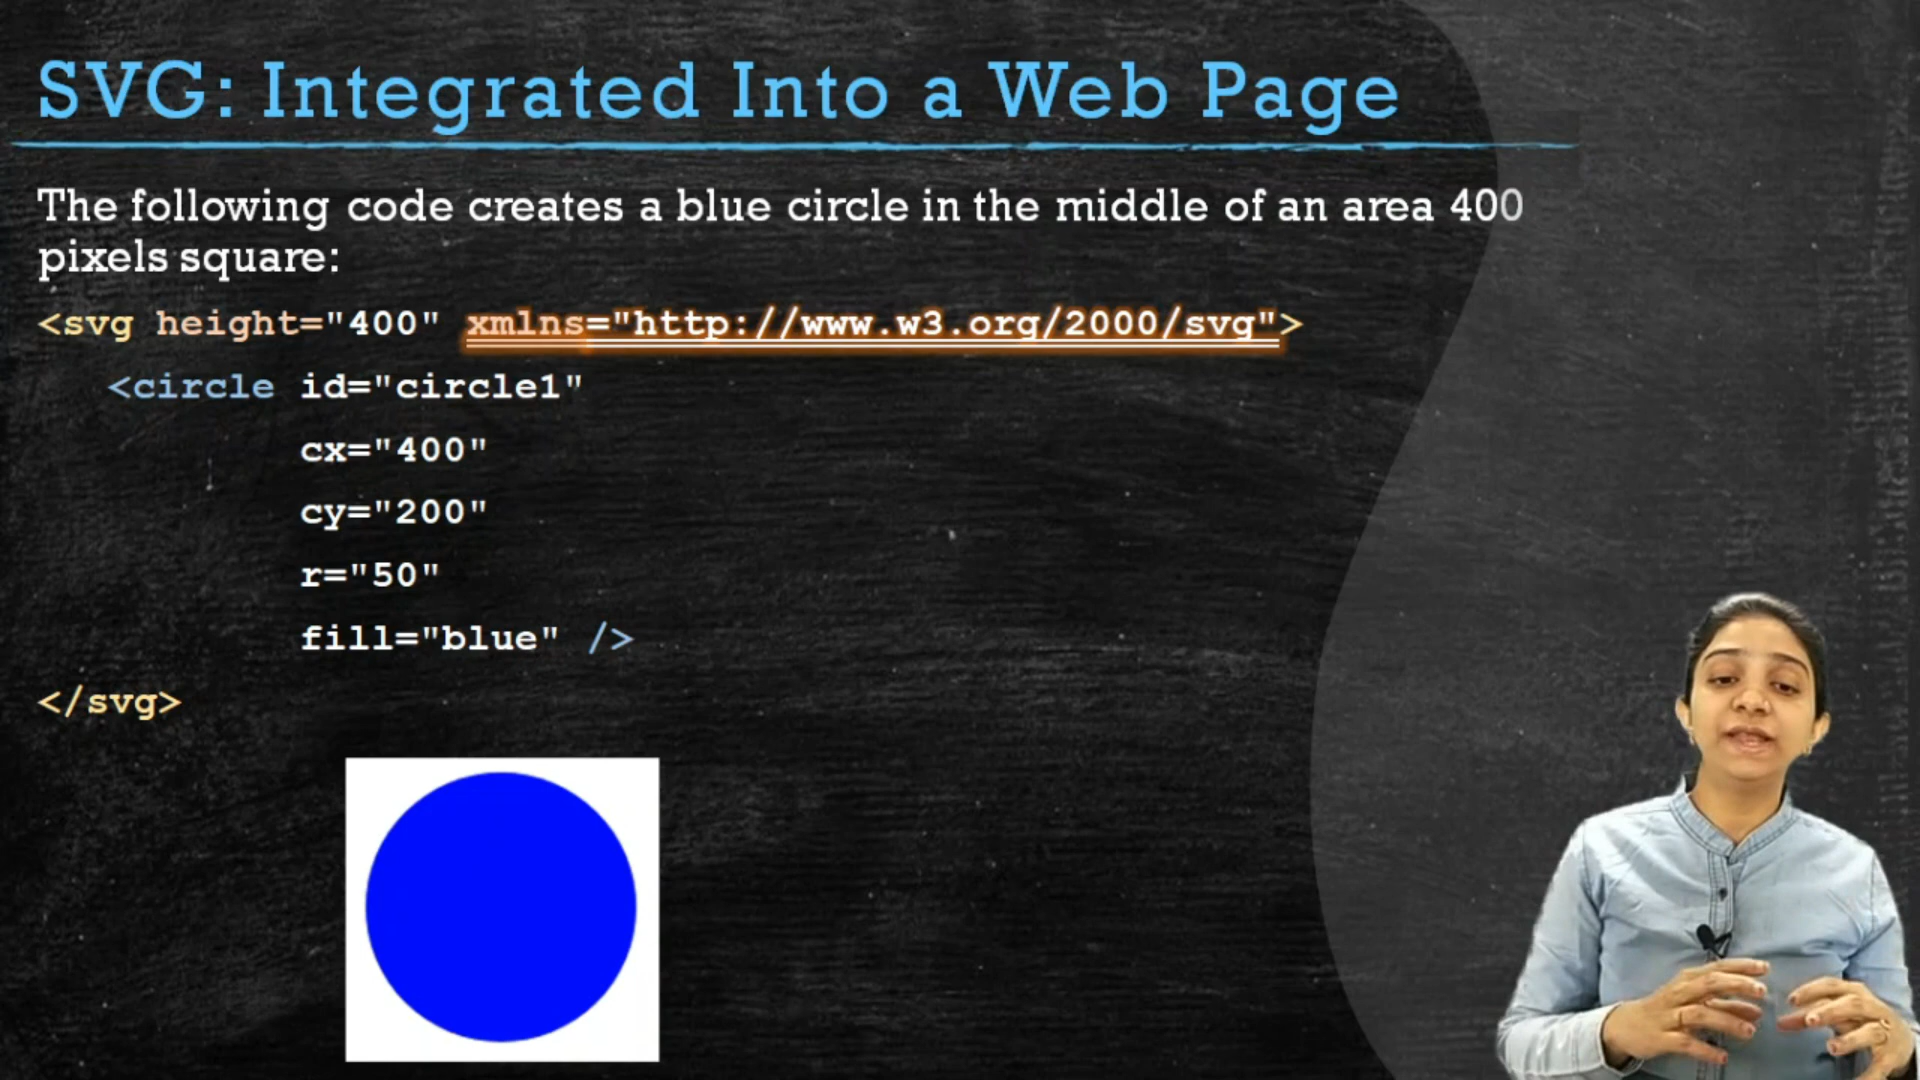 SVG: Integrated Into a Web Page
The following code creates a blue circle in the middle of an area 400
pixels square:
<svg height="400" xmlns="http://www.w3.org/2000/svg">
<circle id="circle1"
cx="400"
cy="200"
r="50"
fill="blue" />
</svg>